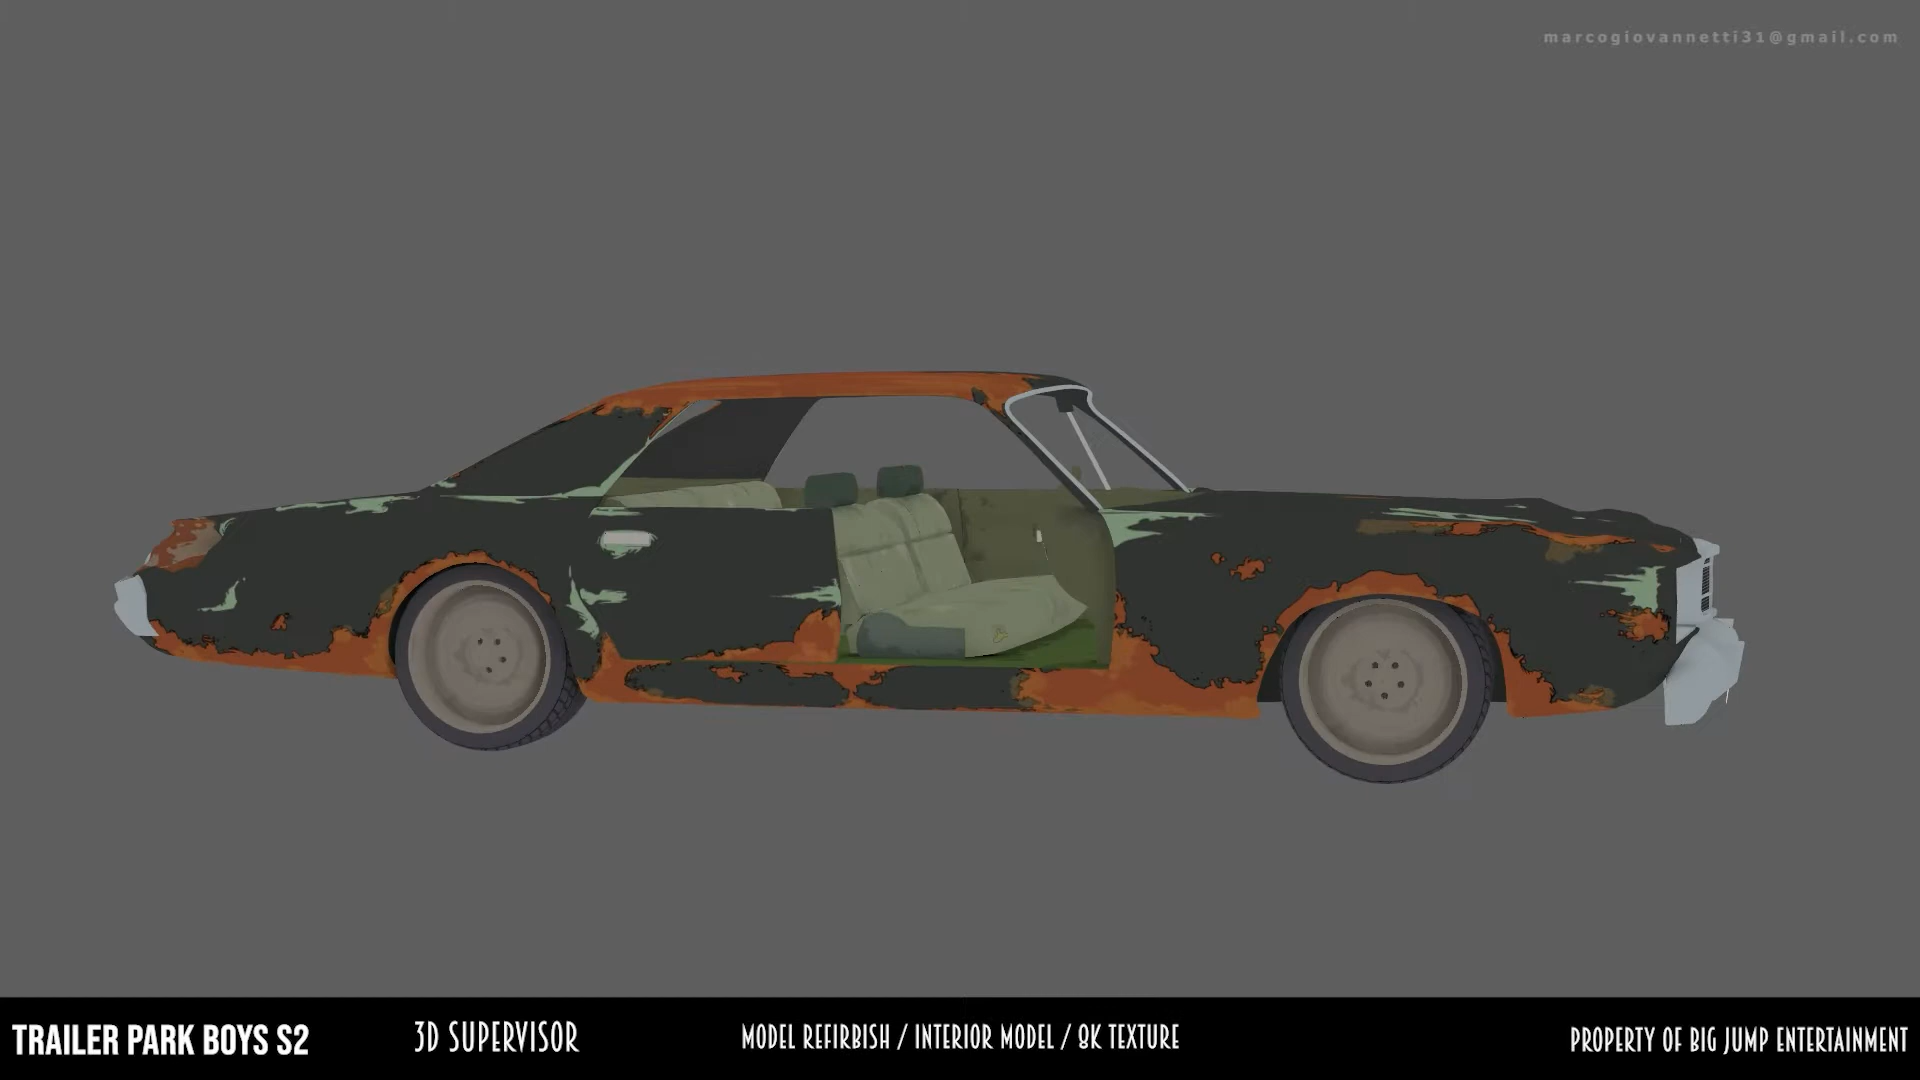 marcogiovannetti31@gmail.com
TRAILER PARK BOYS S2
3D SUPERVISOR
MODEL REFIRBISH / INTERIOR MODEL / 8K TEXTURE
PROPERTY OF BIG JUMP ENTERTAINMENT